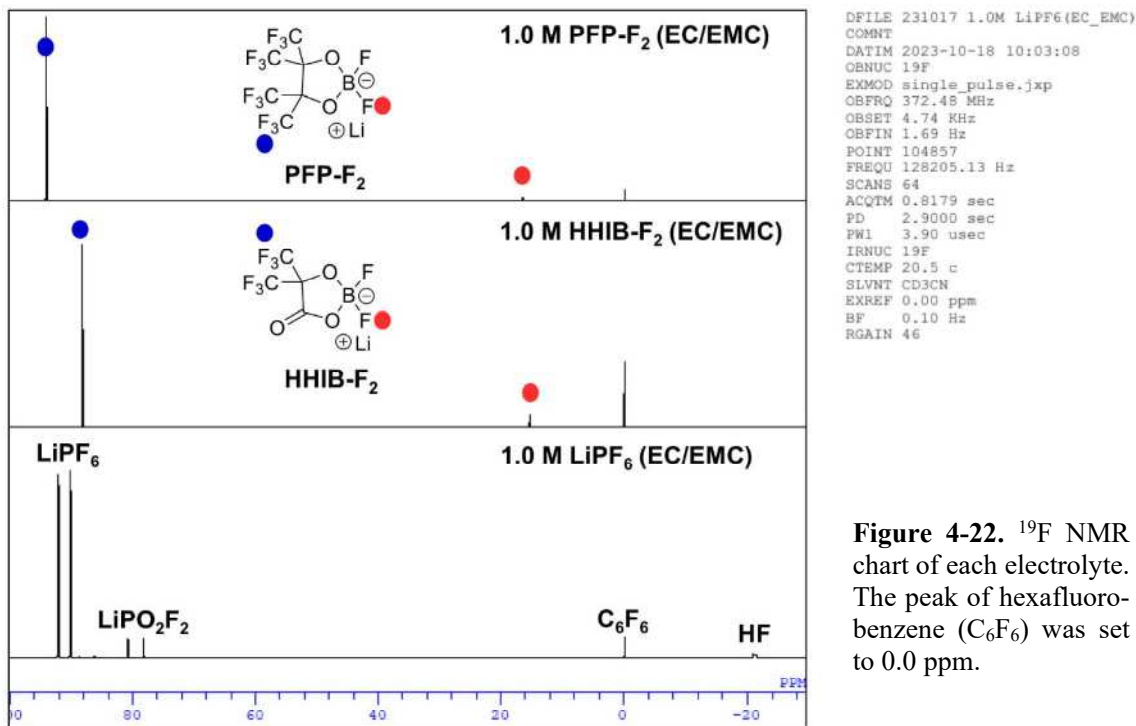 1.0 M PFP-F₂ (EC/EMC)
F₃C
F₃C
F₃C
F₃C
O
O
B
⊖
F
F
⊕Li
PFP-F₂
1.0 M HHIB-F₂ (EC/EMC)
F₃C
F₃C
O
O
O
B
⊖
F
F
⊕Li
HHIB-F₂
1.0 M LiPF₆ (EC/EMC)
LiPF₆
LiPO₂F₂
C₆F₆
HF
PPM
00 80 60 40 20 0 -20
DFILE 231017 1.0M LiPF6(EC_EMC)
COMNT
DATIM 2023-10-18 10:03:08
OBNUC 19F
EXMOD single_pulse.jxp
OBFRQ 372.48 MHz
OBSET 4.74 KHz
OBFIN 1.69 Hz
POINT 104857
FREQU 128205.13 Hz
SCANS 64
ACQTM 0.8179 sec
PD 2.9000 sec
PW1 3.90 usec
IRNUC 19F
CTEMP 20.5 c
SLVNT CD3CN
EXREF 0.00 ppm
BF 0.10 Hz
RGAIN 46
Figure 4-22. ¹⁹F NMR
chart of each electrolyte.
The peak of hexafluoro-
benzene (C₆F₆) was set
to 0.0 ppm.